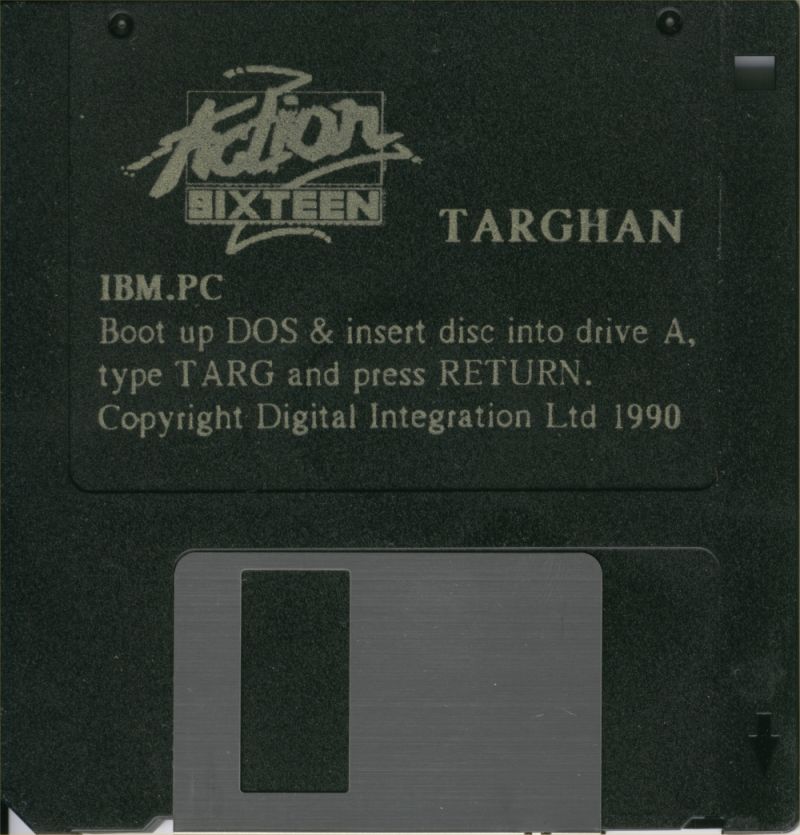 Action
SIXTEEN
TARGHAN
IBM.PC
Boot up DOS & insert disc into drive A,
type TARG and press RETURN.
Copyright Digital Integration Ltd 1990